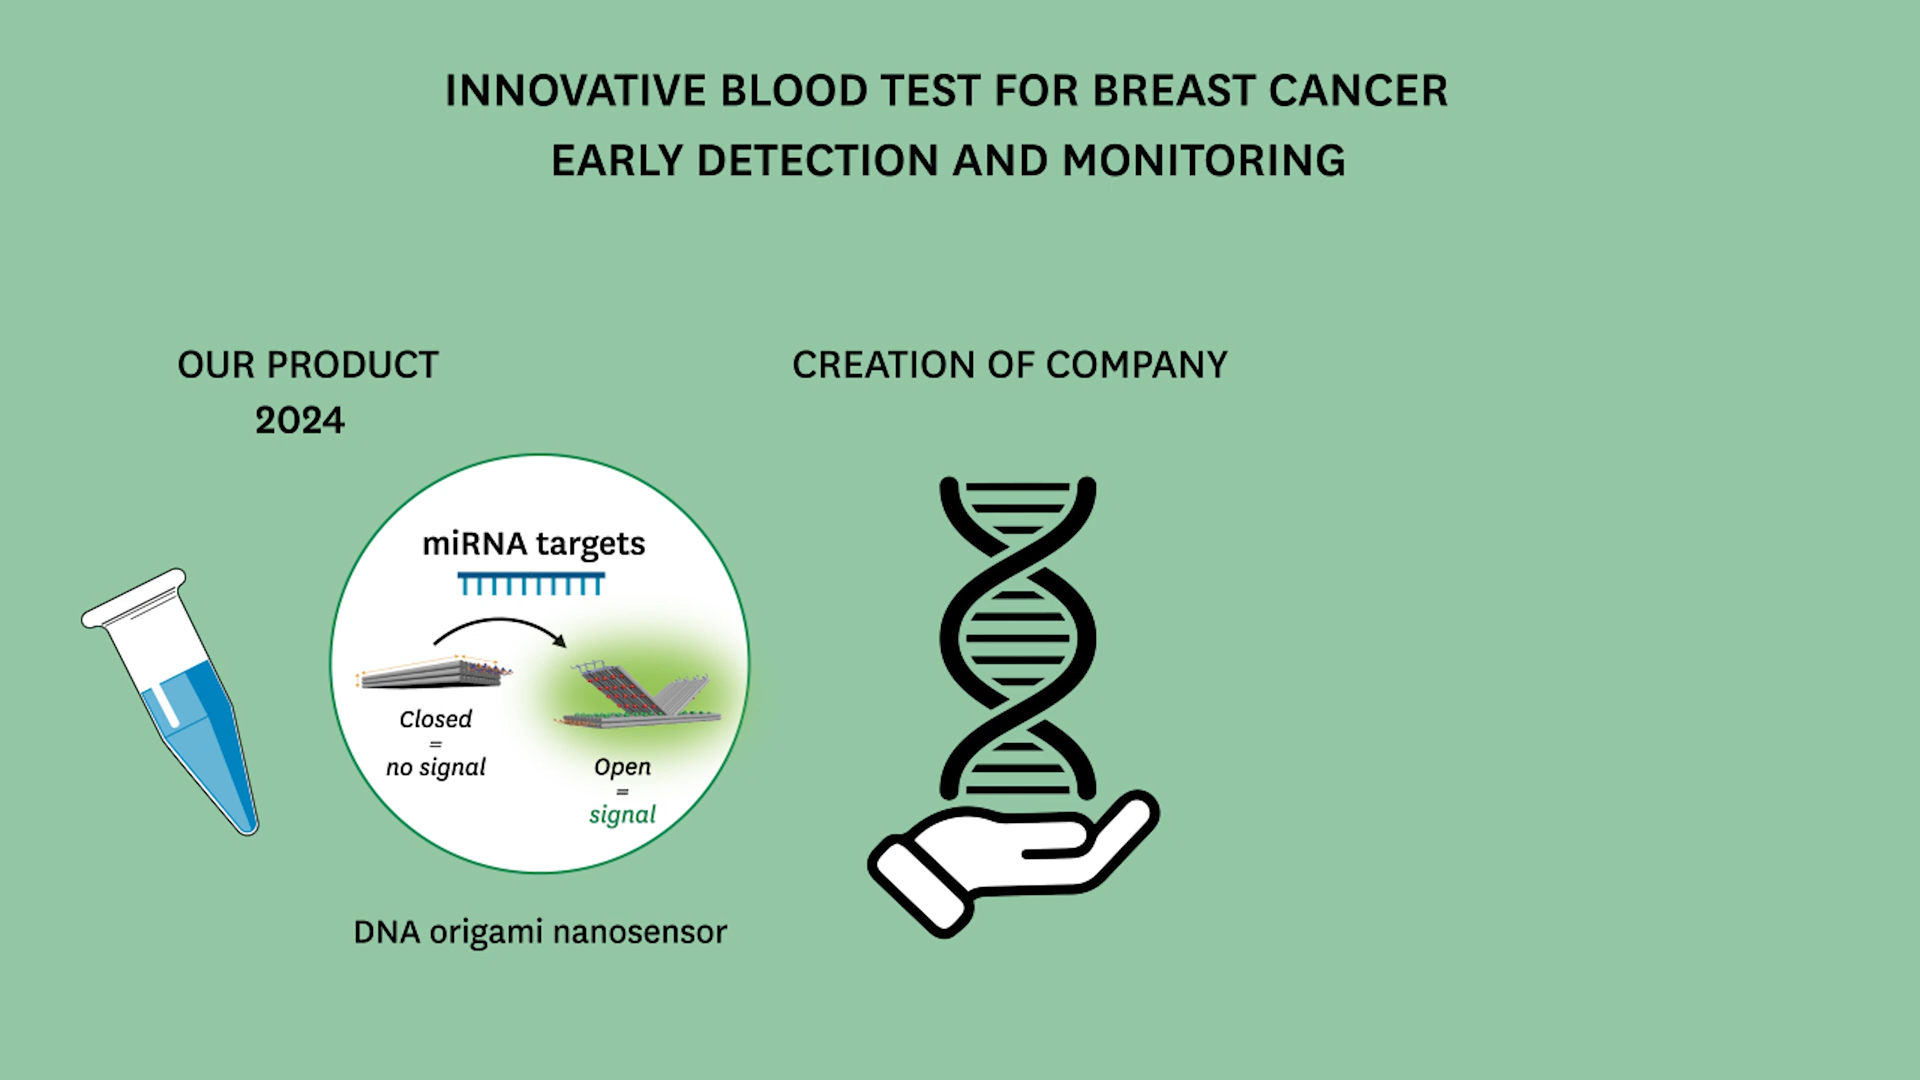 INNOVATIVE BLOOD TEST FOR BREAST CANCER
EARLY DETECTION AND MONITORING
OUR PRODUCT
2024
miRNA targets
Closed
=
no signal
Open
=
signal
DNA origami nanosensor
CREATION OF COMPANY